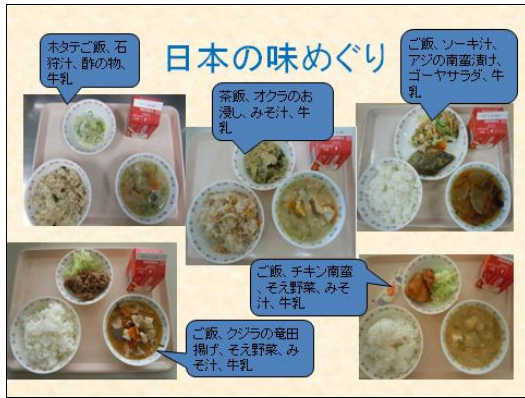 日本の味めぐり
ホタテご飯、石
狩汁、酢の物、
牛乳
茶飯、オクラのお
浸し、みそ汁、牛
乳
ご飯、ソーキ汁、
アジの南蛮漬け、
ゴーヤサラダ、牛
乳
ご飯、チキン南蛮
、そえ野菜、みそ
汁、牛乳
ご飯、クジラの竜田
揚げ、そえ野菜、み
そ汁、牛乳